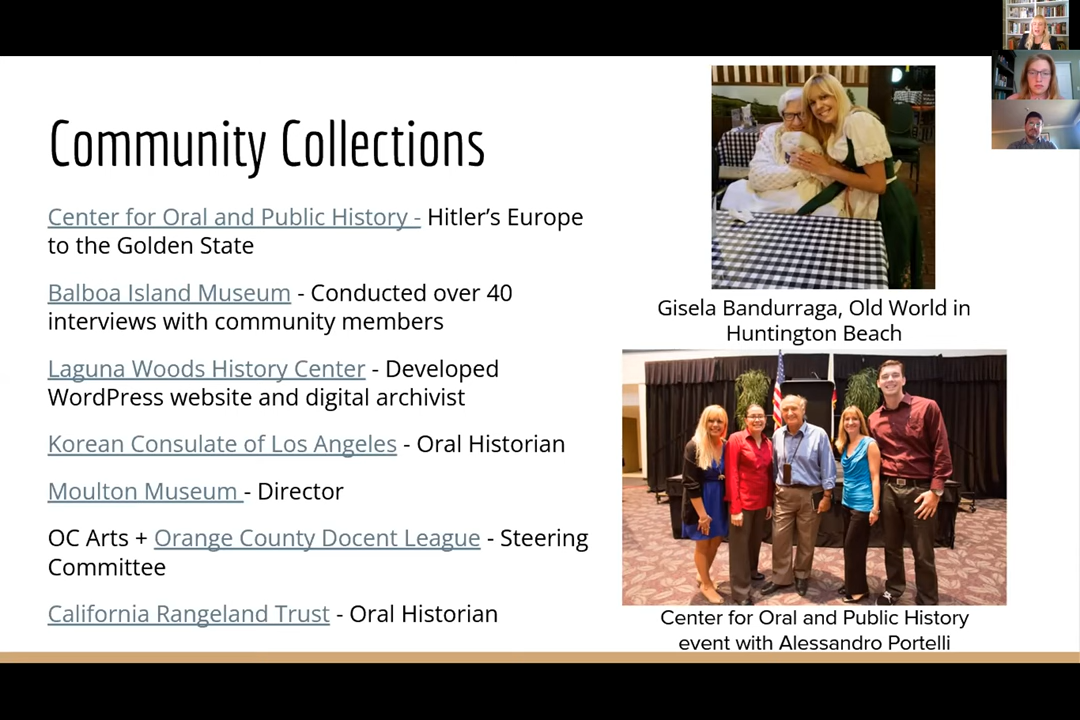 Community Collections
Center for Oral and Public History - Hitler’s Europe
to the Golden State
Balboa Island Museum - Conducted over 40
interviews with community members
Laguna Woods History Center - Developed
WordPress website and digital archivist
Korean Consulate of Los Angeles - Oral Historian
Moulton Museum - Director
OC Arts + Orange County Docent League - Steering
Committee
California Rangeland Trust - Oral Historian
Gisela Bandurraga, Old World in
Huntington Beach
Center for Oral and Public History
event with Alessandro Portelli